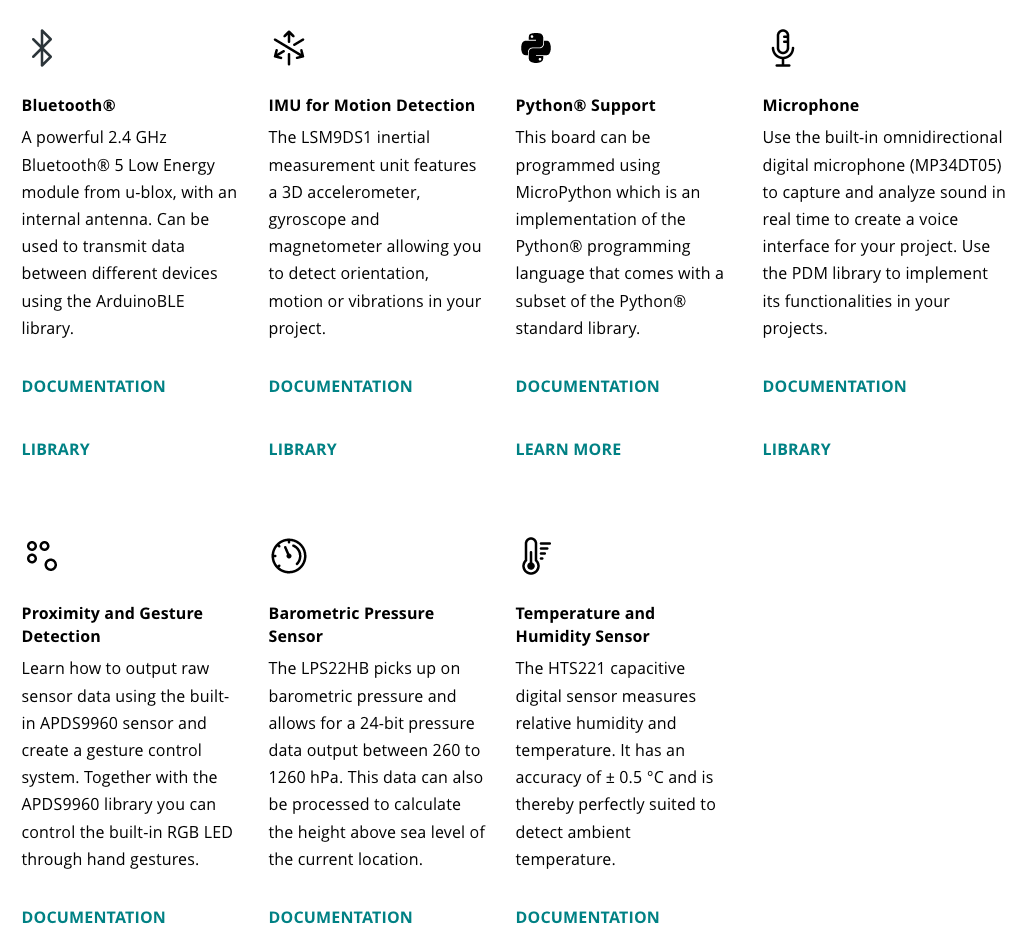 Bluetooth®
A powerful 2.4 GHz
Bluetooth® 5 Low Energy
module from u-blox, with an
internal antenna. Can be
used to transmit data
between different devices
using the ArduinoBLE
library.
DOCUMENTATION
LIBRARY
IMU for Motion Detection
The LSM9DS1 inertial
measurement unit features
a 3D accelerometer,
gyroscope and
magnetometer allowing you
to detect orientation,
motion or vibrations in your
project.
DOCUMENTATION
LIBRARY
Python® Support
This board can be
programmed using
MicroPython which is an
implementation of the
Python® programming
language that comes with a
subset of the Python®
standard library.
DOCUMENTATION
LEARN MORE
Microphone
Use the built-in omnidirectional
digital microphone (MP34DT05)
to capture and analyze sound in
real time to create a voice
interface for your project. Use
the PDM library to implement
its functionalities in your
projects.
DOCUMENTATION
LIBRARY
Proximity and Gesture
Detection
Learn how to output raw
sensor data using the built-
in APDS9960 sensor and
create a gesture control
system. Together with the
APDS9960 library you can
control the built-in RGB LED
through hand gestures.
DOCUMENTATION
Barometric Pressure
Sensor
The LPS22HB picks up on
barometric pressure and
allows for a 24-bit pressure
data output between 260 to
1260 hPa. This data can also
be processed to calculate
the height above sea level of
the current location.
DOCUMENTATION
Temperature and
Humidity Sensor
The HTS221 capacitive
digital sensor measures
relative humidity and
temperature. It has an
accuracy of ± 0.5 °C and is
thereby perfectly suited to
detect ambient
temperature.
DOCUMENTATION